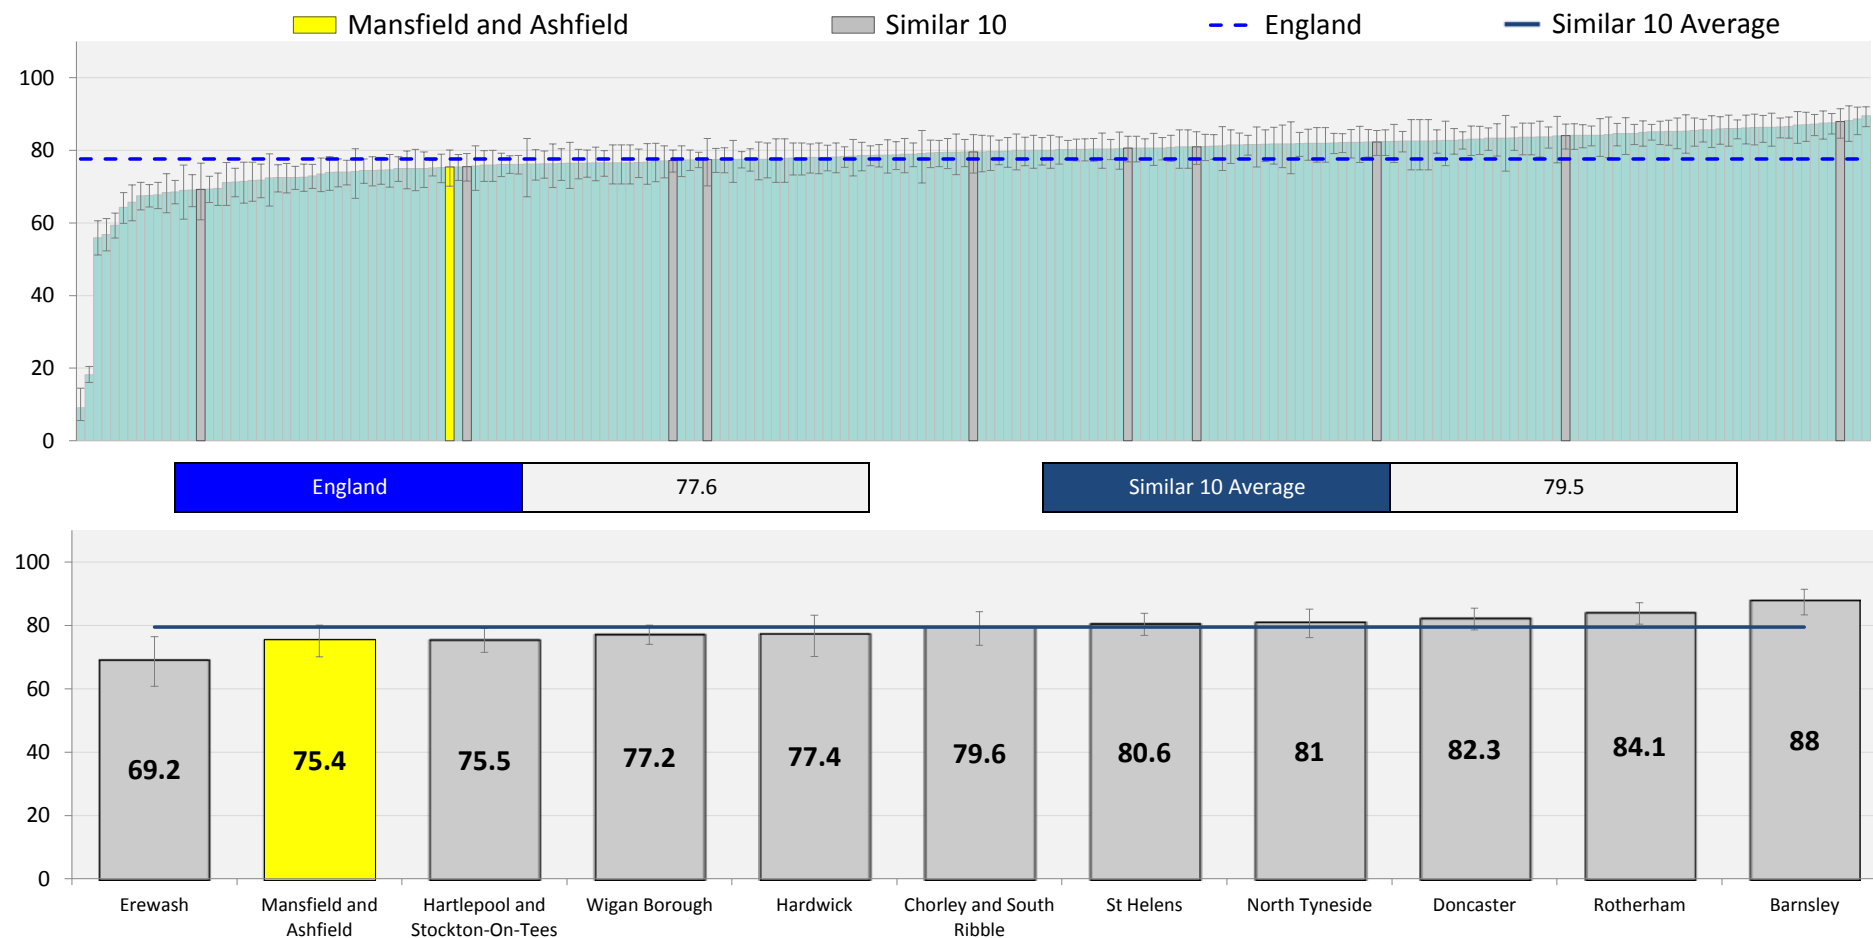 Mansfield and Ashfield
Similar 10
England
Similar 10 Average
100
80
60
40
20
0
England
77.6
Similar 10 Average
79.5
100
80
60
40
20
0
69.2
75.4
75.5
77.2
77.4
79.6
80.6
81
82.3
84.1
88
Erewash
Mansfield and
Ashfield
Hartlepool and
Stockton-On-Tees
Wigan Borough
Hardwick
Chorley and South
Ribble
St Helens
North Tyneside
Doncaster
Rotherham
Barnsley